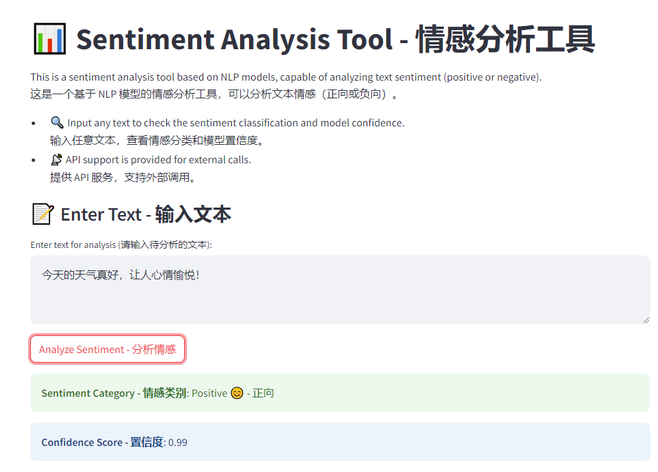 📊 Sentiment Analysis Tool - 情感分析工具
This is a sentiment analysis tool based on NLP models, capable of analyzing text sentiment (positive or negative).
这是一个基于 NLP 模型的情感分析工具，可以分析文本情感（正向或负向）。
• 🔍 Input any text to check the sentiment classification and model confidence.
输入任意文本，查看情感分类和模型置信度。
• 📡 API support is provided for external calls.
提供 API 服务，支持外部调用。
📝 Enter Text - 输入文本
Enter text for analysis (请输入待分析的文本):
今天的天气真好，让人心情愉悦！
Analyze Sentiment - 分析情感
Sentiment Category - 情感类别: Positive 😊 - 正向
Confidence Score - 置信度: 0.99